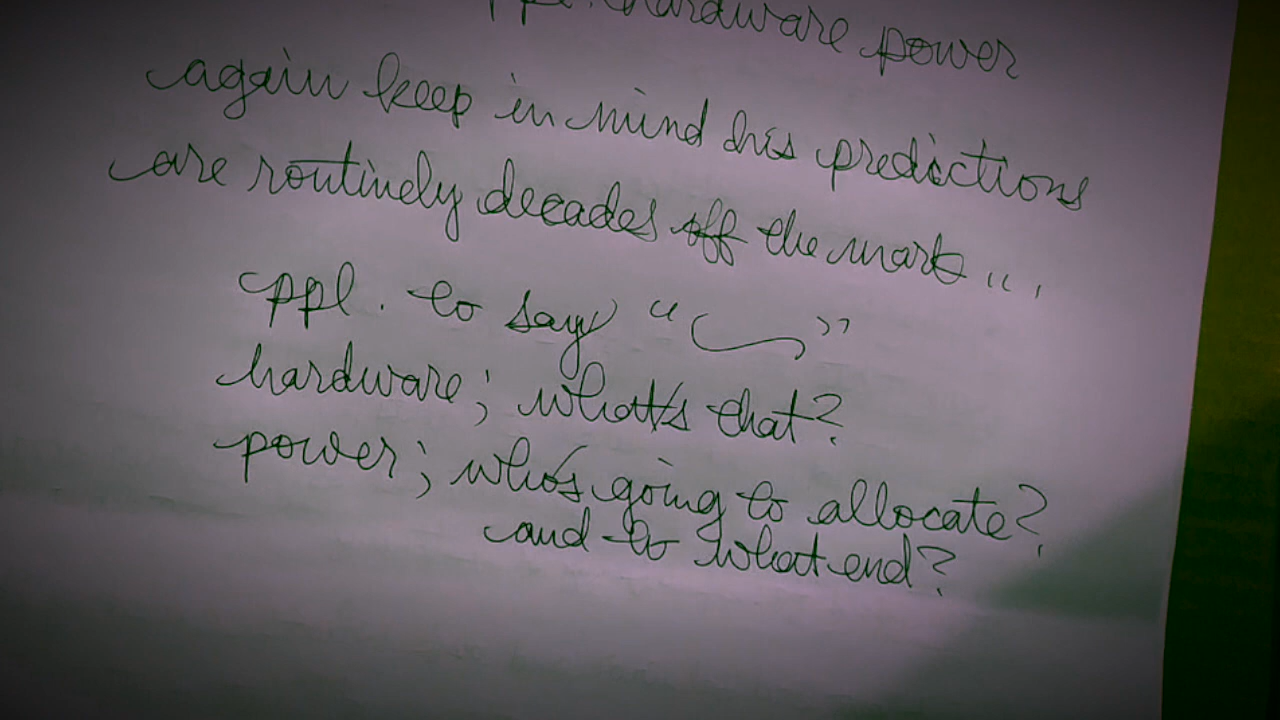 ppl. hardware power
again keep in mind his predictions
are routinely decades off the mark ...
ppl. to say "   "
hardware; what's that?
power; who's going to allocate?
and to what end?